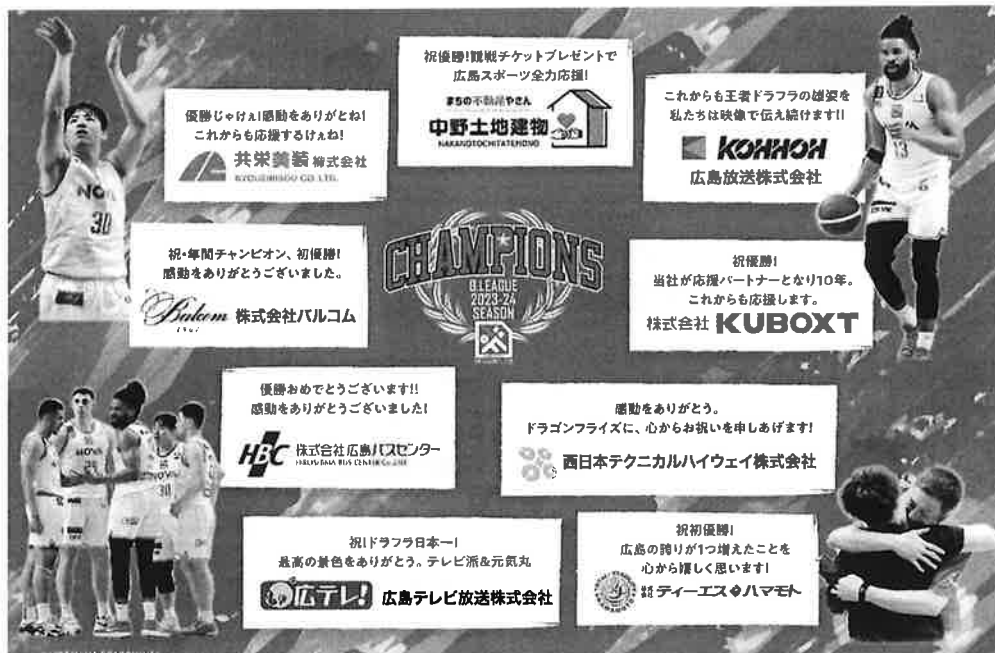 祝優勝!観戦チケットプレゼントで
広島スポーツ全力応援!
まちの不動産やさん
中野土地建物
NAKANOTOCHITATEMONO
優勝じゃけぇ!感動をありがとね!
これからも応援するけぇね!
共栄美装 株式会社
KYOUEIBISOU CO.,LTD.
これからも王者ドラフラの雄姿を
私たちは映像で伝え続けます!!
KOHHOH
広島放送株式会社
NOVA
30
13
祝・年間チャンピオン、初優勝!
感動をありがとうございました。
Balcom 株式会社バルコム
1967
CHAMPIONS
B.LEAGUE
2023-24
SEASON
祝優勝!
当社が応援パートナーとなり10年。
これからも応援します。
株式会社 KUBOXT
優勝おめでとうございます!!
感動をありがとうございました!
HBC 株式会社広島バスセンター
HIROSHIMA BUS CENTER Co.,Ltd
感動をありがとう。
ドラゴンフライズに、心からお祝いを申しあげます!
西日本テクニカルハイウェイ株式会社
NOVA
30
祝!ドラフラ日本一!
最高の景色をありがとう。テレビ派&元気丸
広テレ! 広島テレビ放送株式会社
祝初優勝!
広島の誇りが1つ増えたことを
心から嬉しく思います!
株式会社 ティーエス ハマモト